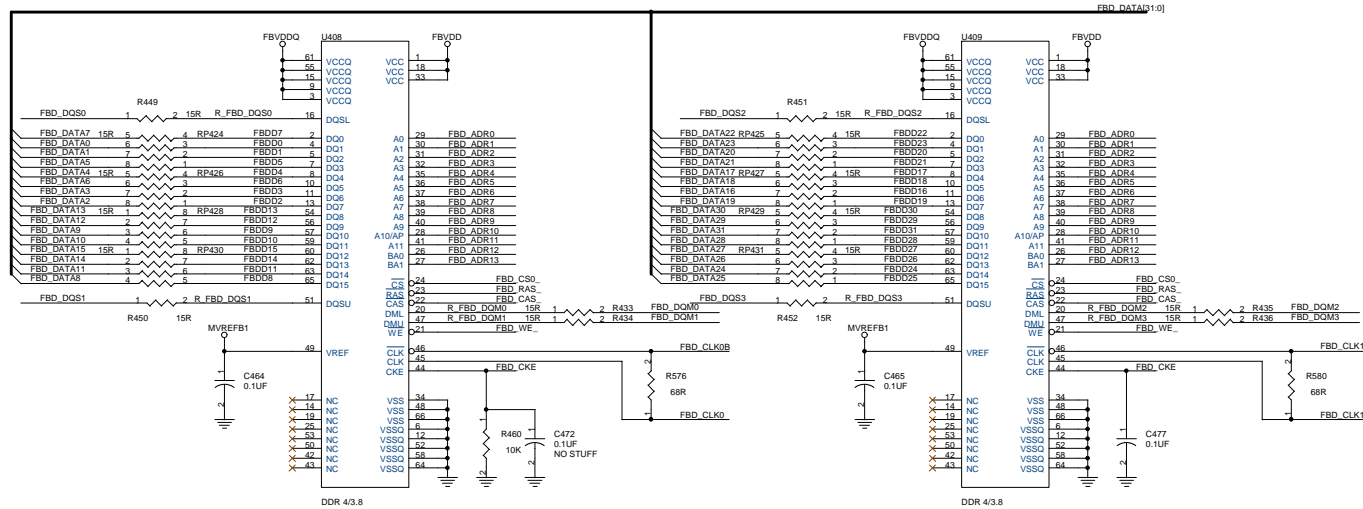 FBD_DATA[31:0]
FBVDDQ U408 FBVDD FBVDDQ U409 FBVDD
61 VCCQ VCC 1 61 VCCQ VCC 1
55 VCCQ VCC 18 55 VCCQ VCC 18
15 VCCQ VCC 33 15 VCCQ VCC 33
9 VCCQ 9 VCCQ
3 VCCQ 3 VCCQ
R449 R451
FBD_DQS0 1 2 15R R_FBD_DQS0 16 DQSL FBD_DQS2 1 2 15R R_FBD_DQS2 16 DQSL
FBD_DATA7 15R 5 4 RP424 FBDD7 2 DQ0 A0 29 FBD_ADR0 FBD_DATA22 RP425 5 4 15R FBDD22 2 DQ0 A0 29 FBD_ADR0
FBD_DATA0 6 3 FBDD0 4 DQ1 A1 30 FBD_ADR1 FBD_DATA23 6 3 FBDD23 4 DQ1 A1 30 FBD_ADR1
FBD_DATA1 7 2 FBDD1 5 DQ2 A2 31 FBD_ADR2 FBD_DATA20 7 2 FBDD20 5 DQ2 A2 31 FBD_ADR2
FBD_DATA5 8 1 FBDD5 7 DQ3 A3 32 FBD_ADR3 FBD_DATA21 8 1 FBDD21 7 DQ3 A3 32 FBD_ADR3
FBD_DATA4 15R 5 4 RP426 FBDD4 8 DQ4 A4 35 FBD_ADR4 FBD_DATA17 RP427 5 4 15R FBDD17 8 DQ4 A4 35 FBD_ADR4
FBD_DATA6 6 3 FBDD6 10 DQ5 A5 36 FBD_ADR5 FBD_DATA18 6 3 FBDD18 10 DQ5 A5 36 FBD_ADR5
FBD_DATA3 7 2 FBDD3 11 DQ6 A6 37 FBD_ADR6 FBD_DATA16 7 2 FBDD16 11 DQ6 A6 37 FBD_ADR6
FBD_DATA2 8 1 FBDD2 13 DQ7 A7 38 FBD_ADR7 FBD_DATA19 8 1 FBDD19 13 DQ7 A7 38 FBD_ADR7
FBD_DATA13 15R 1 8 RP428 FBDD13 54 DQ8 A8 39 FBD_ADR8 FBD_DATA30 RP429 5 4 15R FBDD30 54 DQ8 A8 39 FBD_ADR8
FBD_DATA12 2 7 FBDD12 56 DQ9 A9 40 FBD_ADR9 FBD_DATA29 6 3 FBDD29 56 DQ9 A9 40 FBD_ADR9
FBD_DATA9 3 6 FBDD9 57 DQ10 A10/AP 28 FBD_ADR10 FBD_DATA31 7 2 FBDD31 57 DQ10 A10/AP 28 FBD_ADR10
FBD_DATA10 4 5 FBDD10 59 DQ11 A11 41 FBD_ADR11 FBD_DATA28 8 1 FBDD28 59 DQ11 A11 41 FBD_ADR11
FBD_DATA15 15R 1 8 RP430 FBDD15 60 DQ12 BA0 26 FBD_ADR12 FBD_DATA27 RP431 5 4 15R FBDD27 60 DQ12 BA0 26 FBD_ADR12
FBD_DATA14 2 7 FBDD14 62 DQ13 BA1 27 FBD_ADR13 FBD_DATA26 6 3 FBDD26 62 DQ13 BA1 27 FBD_ADR13
FBD_DATA11 3 6 FBDD11 63 DQ14 FBD_DATA24 7 2 FBDD24 63 DQ14
FBD_DATA8 4 5 FBDD8 65 DQ15 CS 24 FBD_CS0_ FBD_DATA25 8 1 FBDD25 65 DQ15 CS 24 FBD_CS0_
RAS 23 FBD_RAS_ RAS 23 FBD_RAS_
FBD_DQS1 1 2 R_FBD_DQS1 51 DQSU CAS 22 FBD_CAS_ FBD_DQS3 1 2 R_FBD_DQS3 51 DQSU CAS 22 FBD_CAS_
R450 15R DML 20 R_FBD_DQM0 15R 1 2 R433 FBD_DQM0 R452 15R DML 20 R_FBD_DQM2 15R 1 2 R435 FBD_DQM2
DMU 47 R_FBD_DQM1 15R 1 2 R434 FBD_DQM1 DMU 47 R_FBD_DQM3 15R 1 2 R436 FBD_DQM3
MVREFB1 WE 21 FBD_WE_ MVREFB1 WE 21 FBD_WE_
49 VREF CLK 46 FBD_CLK0B 49 VREF CLK 46 FBD_CLK1
CLK 45 CLK 45
C464 0.1UF 1 2 CKE 44 FBD_CKE R576 68R 2 1 C465 0.1UF 1 2 CKE 44 FBD_CKE R580 68R 2 1
17 NC VSS 34 17 NC VSS 34
14 NC VSS 48 FBD_CLK0 14 NC VSS 48 FBD_CLK1
19 NC VSS 66 19 NC VSS 66
25 NC VSSQ 6 25 NC VSSQ 6
53 NC VSSQ 12 R460 10K 1 2 C472 0.1UF NO STUFF 1 2 53 NC VSSQ 12 C477 0.1UF 1 2
50 NC VSSQ 52 50 NC VSSQ 52
42 NC VSSQ 58 42 NC VSSQ 58
43 NC VSSQ 64 43 NC VSSQ 64
DDR 4/3.8 DDR 4/3.8